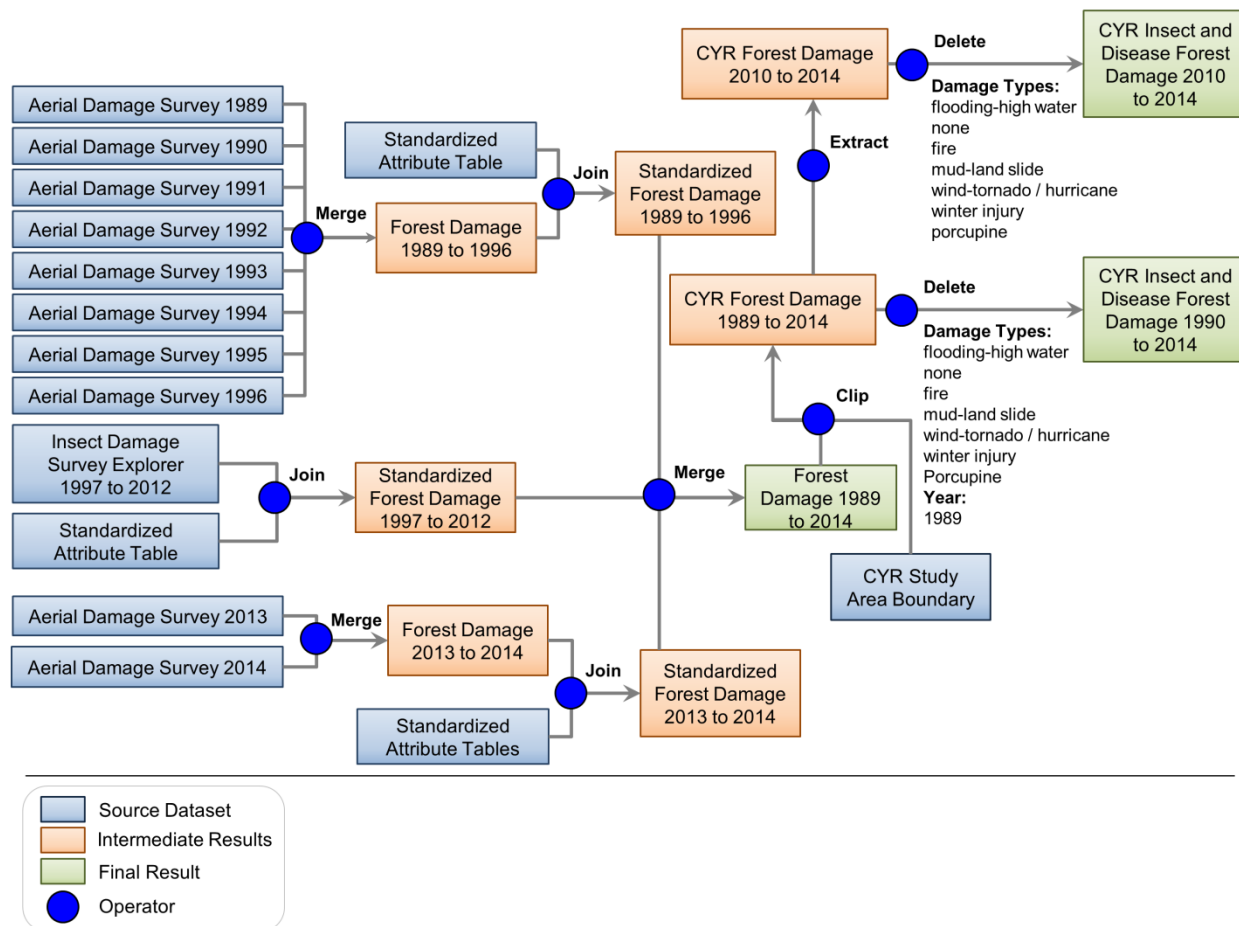 Aerial Damage Survey 1989
Aerial Damage Survey 1990
Aerial Damage Survey 1991
Aerial Damage Survey 1992
Aerial Damage Survey 1993
Aerial Damage Survey 1994
Aerial Damage Survey 1995
Aerial Damage Survey 1996
Merge
Forest Damage
1989 to 1996
Standardized
Attribute Table
Join
Standardized
Forest Damage
1989 to 1996
Insect Damage
Survey Explorer
1997 to 2012
Standardized
Attribute Table
Join
Standardized
Forest Damage
1997 to 2012
Aerial Damage Survey 2013
Aerial Damage Survey 2014
Merge
Forest Damage
2013 to 2014
Standardized
Attribute Tables
Join
Standardized
Forest Damage
2013 to 2014
Merge
Forest
Damage 1989
to 2014
CYR Study
Area Boundary
Clip
CYR Forest Damage
1989 to 2014
Extract
CYR Forest Damage
2010 to 2014
Delete
Damage Types:
flooding-high water
none
fire
mud-land slide
wind-tornado / hurricane
winter injury
porcupine
CYR Insect and
Disease Forest
Damage 2010
to 2014
Delete
Damage Types:
flooding-high water
none
fire
mud-land slide
wind-tornado / hurricane
winter injury
Porcupine
Year:
1989
CYR Insect and
Disease Forest
Damage 1990
to 2014
Source Dataset
Intermediate Results
Final Result
Operator